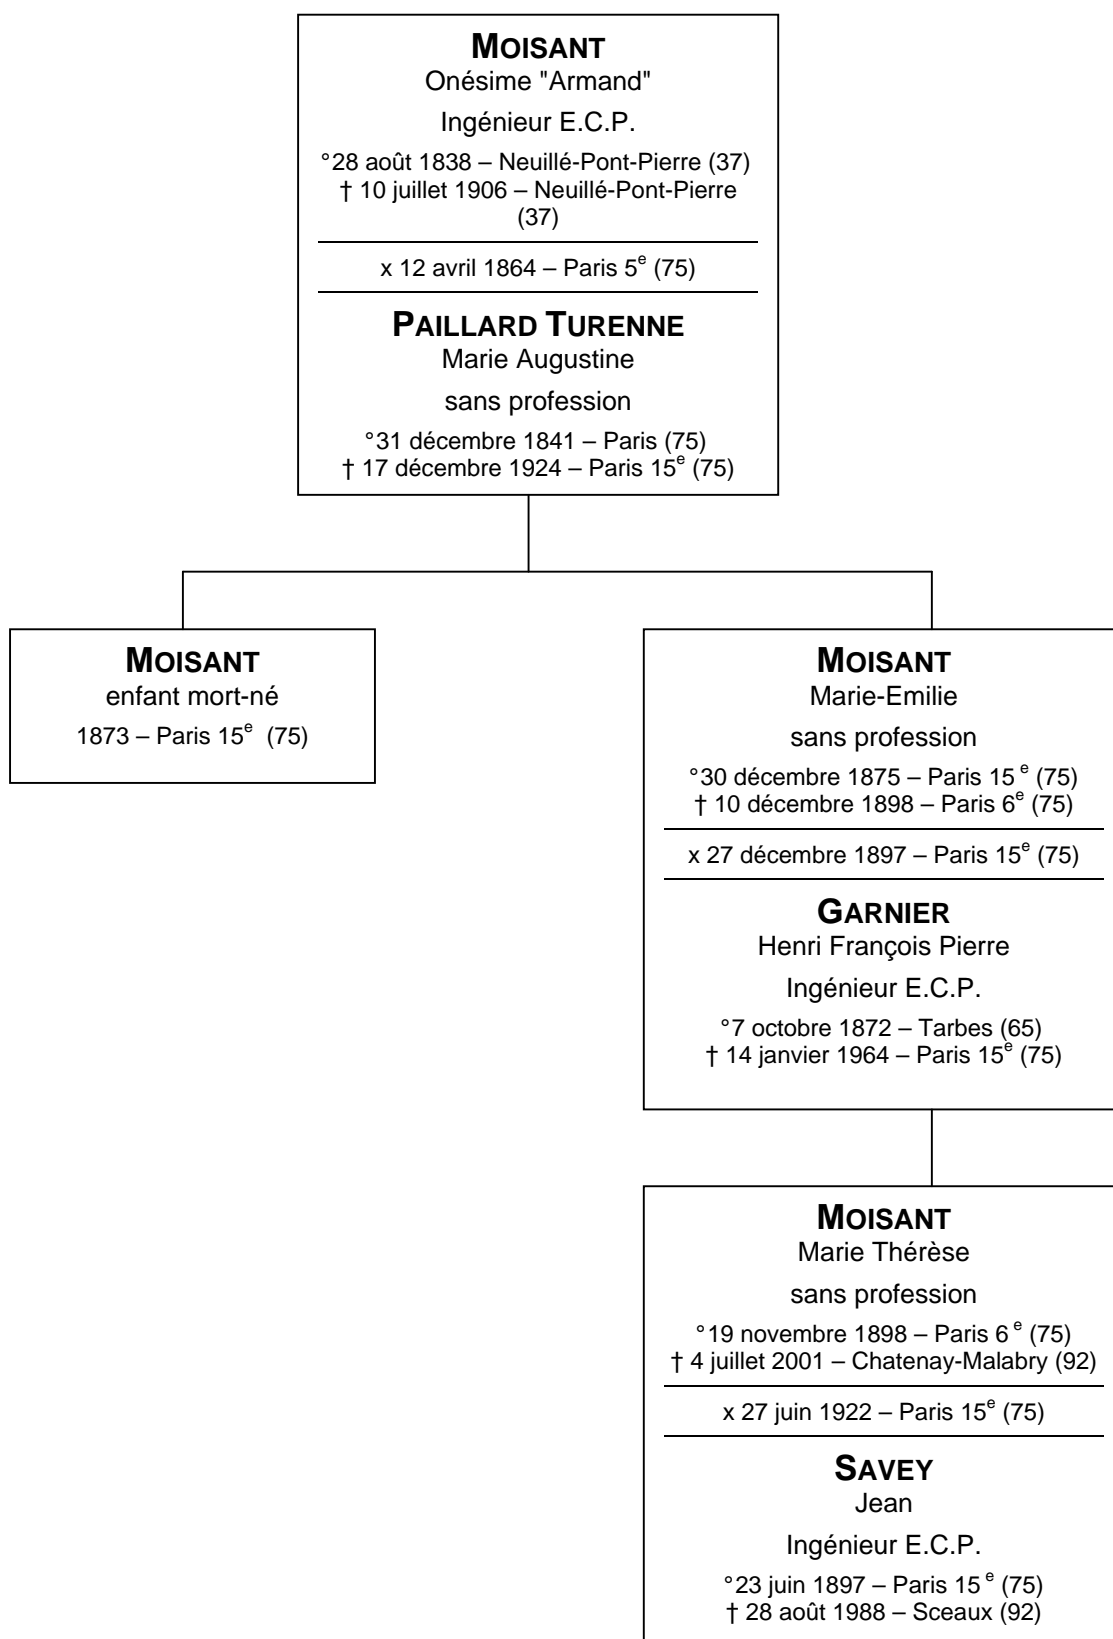 MOISANT
Onésime "Armand"
Ingénieur E.C.P.
°28 août 1838 – Neuillé-Pont-Pierre (37)
† 10 juillet 1906 – Neuillé-Pont-Pierre
(37)
x 12 avril 1864 – Paris 5e (75)
PAILLARD TURENNE
Marie Augustine
sans profession
°31 décembre 1841 – Paris (75)
† 17 décembre 1924 – Paris 15e (75)
MOISANT
enfant mort-né
1873 – Paris 15e (75)
MOISANT
Marie-Emilie
sans profession
°30 décembre 1875 – Paris 15e (75)
† 10 décembre 1898 – Paris 6e (75)
x 27 décembre 1897 – Paris 15e (75)
GARNIER
Henri François Pierre
Ingénieur E.C.P.
°7 octobre 1872 – Tarbes (65)
† 14 janvier 1964 – Paris 15e (75)
MOISANT
Marie Thérèse
sans profession
°19 novembre 1898 – Paris 6e (75)
† 4 juillet 2001 – Chatenay-Malabry (92)
x 27 juin 1922 – Paris 15e (75)
SAVEY
Jean
Ingénieur E.C.P.
°23 juin 1897 – Paris 15e (75)
† 28 août 1988 – Sceaux (92)